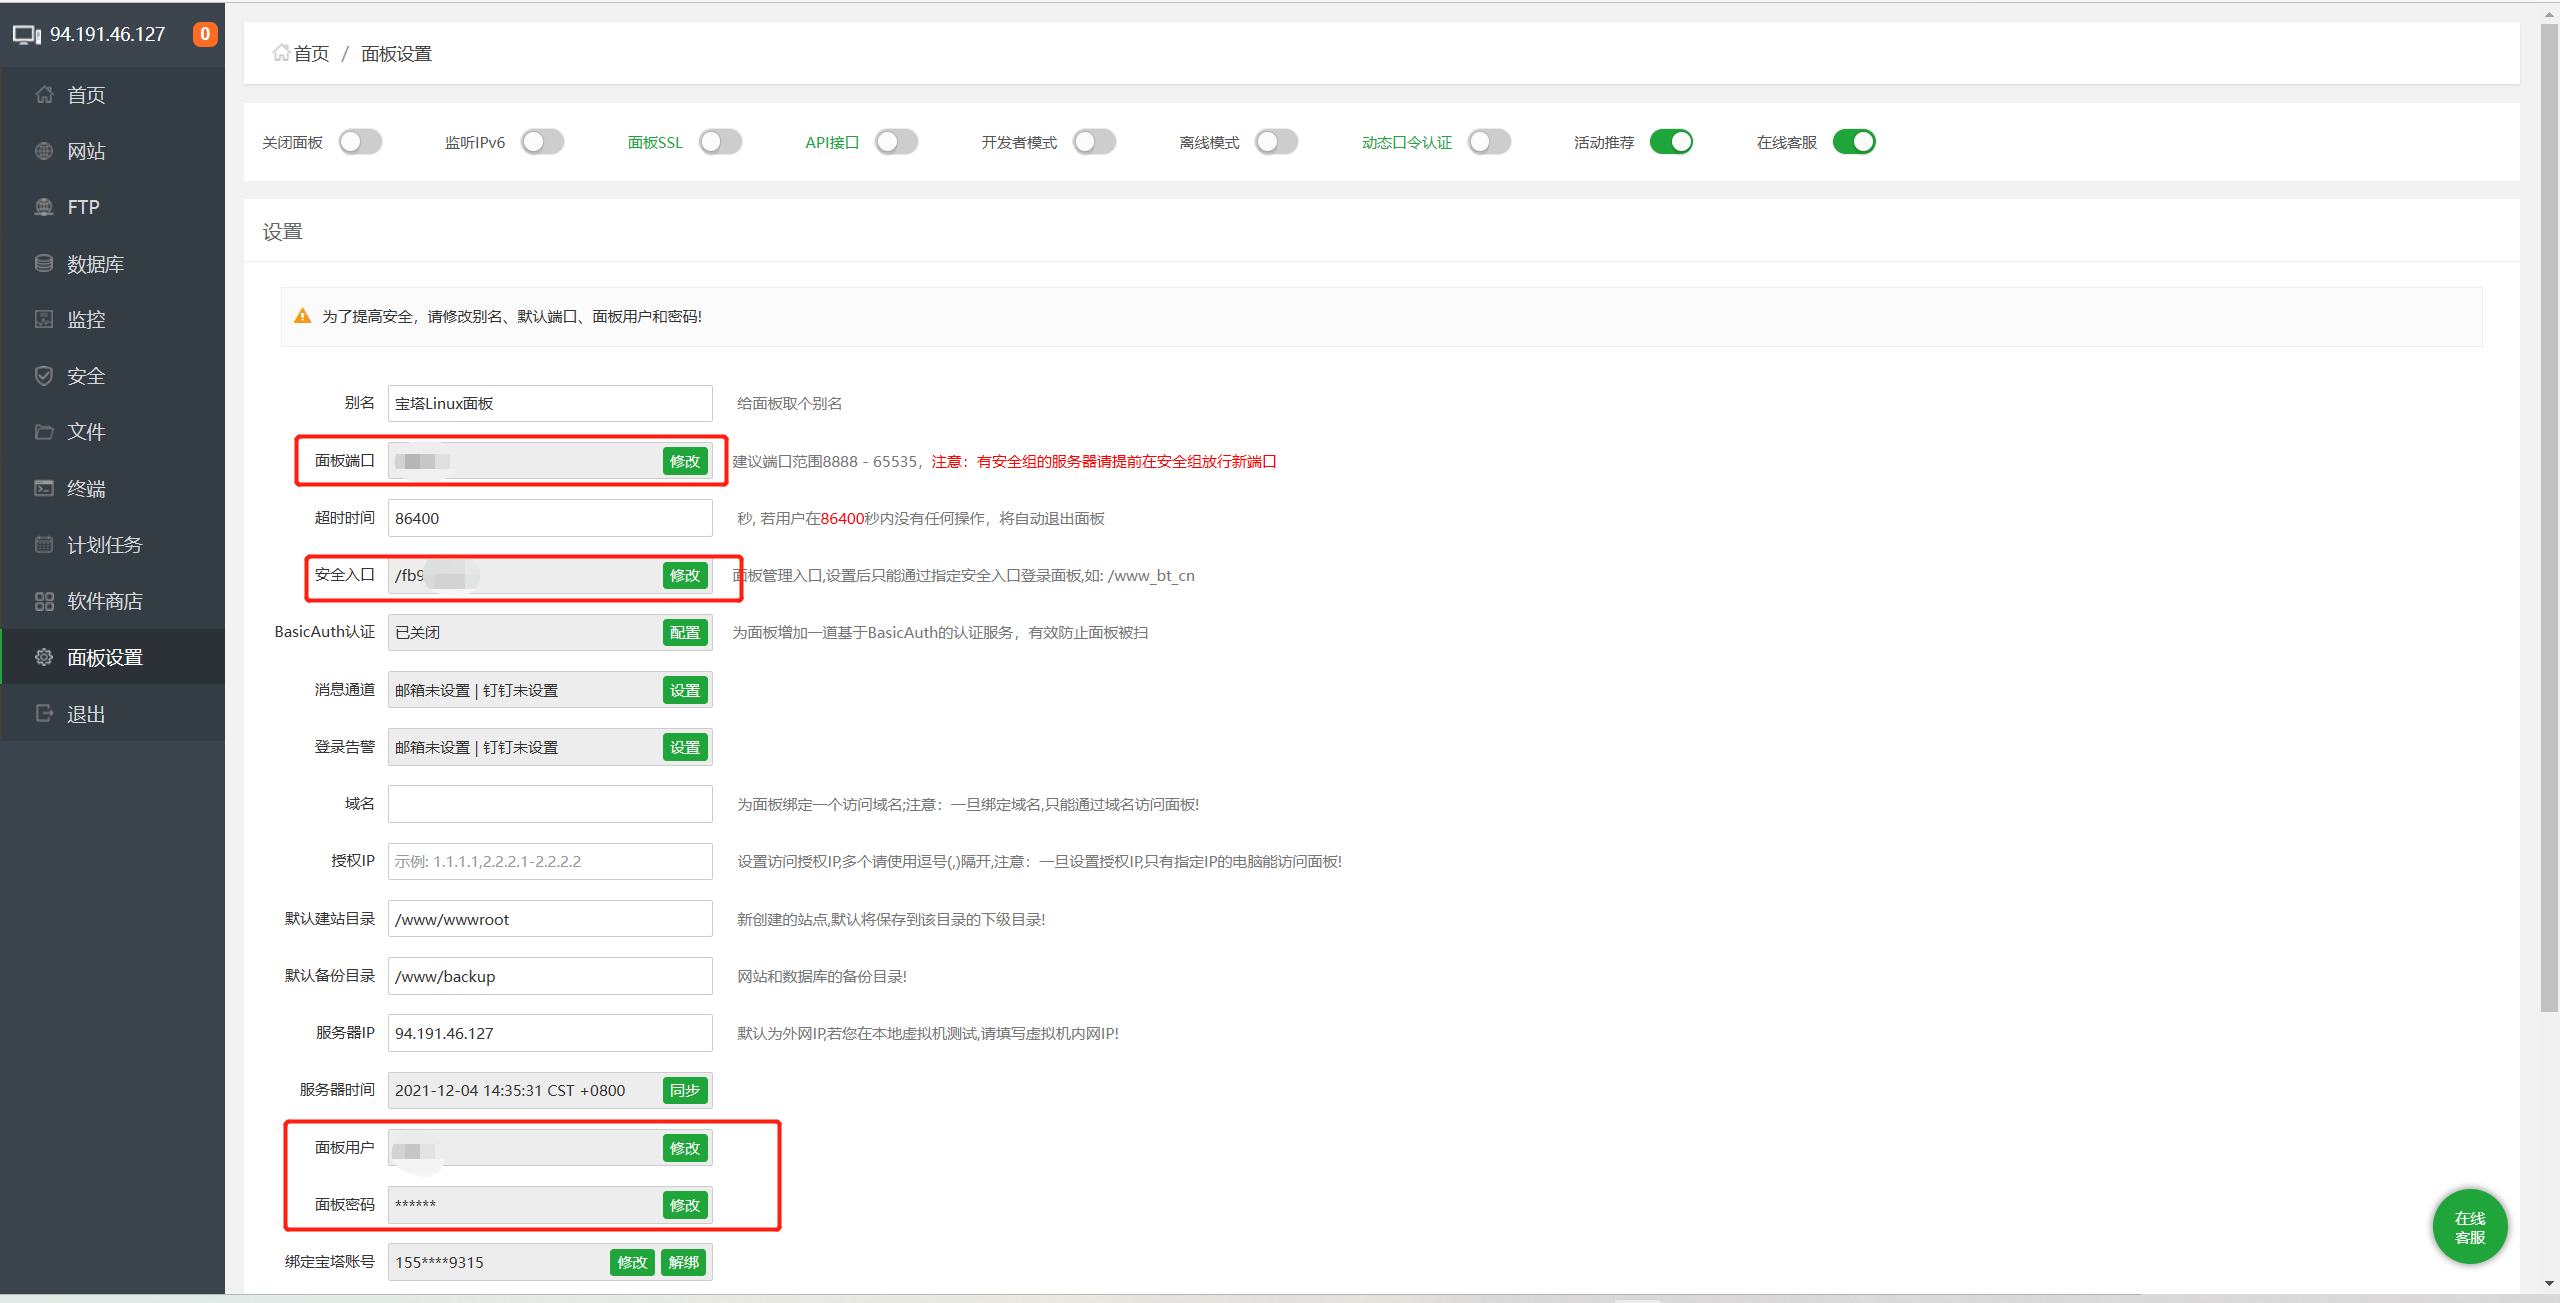 94.191.46.127 0
首页
网站
FTP
数据库
监控
安全
文件
终端
计划任务
软件商店
面板设置
退出
首页 / 面板设置
关闭面板 监听IPv6 面板SSL API接口 开发者模式 离线模式 动态口令认证 活动推荐 在线客服
设置
为了提高安全，请修改别名、默认端口、面板用户和密码!
别名 宝塔Linux面板 给面板取个别名
面板端口 修改 建议端口范围8888 - 65535，注意：有安全组的服务器请提前在安全组放行新端口
超时时间 86400 秒, 若用户在86400秒内没有任何操作，将自动退出面板
安全入口 /fb9 修改 面板管理入口,设置后只能通过指定安全入口登录面板,如: /www_bt_cn
BasicAuth认证 已关闭 配置 为面板增加一道基于BasicAuth的认证服务，有效防止面板被扫
消息通道 邮箱未设置 | 钉钉未设置 设置
登录告警 邮箱未设置 | 钉钉未设置 设置
域名 为面板绑定一个访问域名;注意：一旦绑定域名,只能通过域名访问面板!
授权IP 示例: 1.1.1.1,2.2.2.1-2.2.2.2 设置访问授权IP,多个请使用逗号(,)隔开,注意：一旦设置授权IP,只有指定IP的电脑能访问面板!
默认建站目录 /www/wwwroot 新创建的站点,默认将保存到该目录的下级目录!
默认备份目录 /www/backup 网站和数据库的备份目录!
服务器IP 94.191.46.127 默认为外网IP,若您在本地虚拟机测试,请填写虚拟机内网IP!
服务器时间 2021-12-04 14:35:31 CST +0800 同步
面板用户 修改
面板密码 ****** 修改
绑定宝塔账号 155****9315 修改 解绑
在线
客服